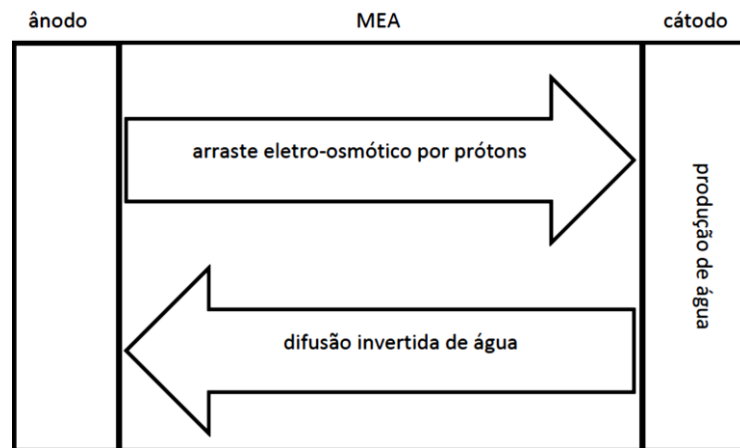 ânodo
MEA
cátodo
arraste eletro-osmótico por prótons
difusão invertida de água
produção de água